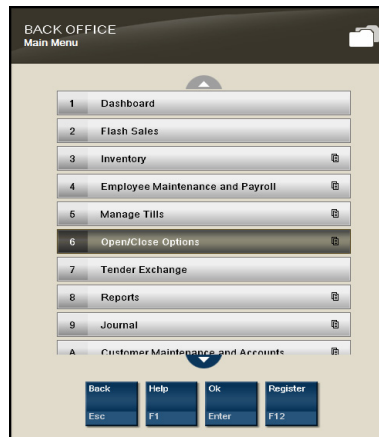 BACK OFFICE
Main Menu
1 Dashboard
2 Flash Sales
3 Inventory
4 Employee Maintenance and Payroll
5 Manage Tills
6 Open/Close Options
7 Tender Exchange
8 Reports
9 Journal
A Customer Maintenance and Accounts
Back Help Ok Register
Esc F1 Enter F12